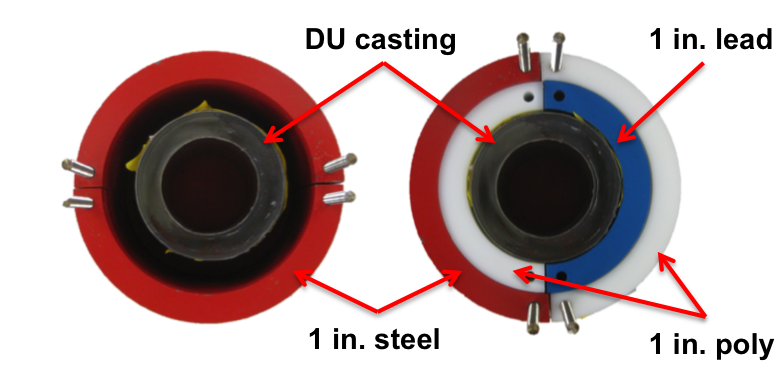 DU casting
1 in. lead
1 in. steel
1 in. poly